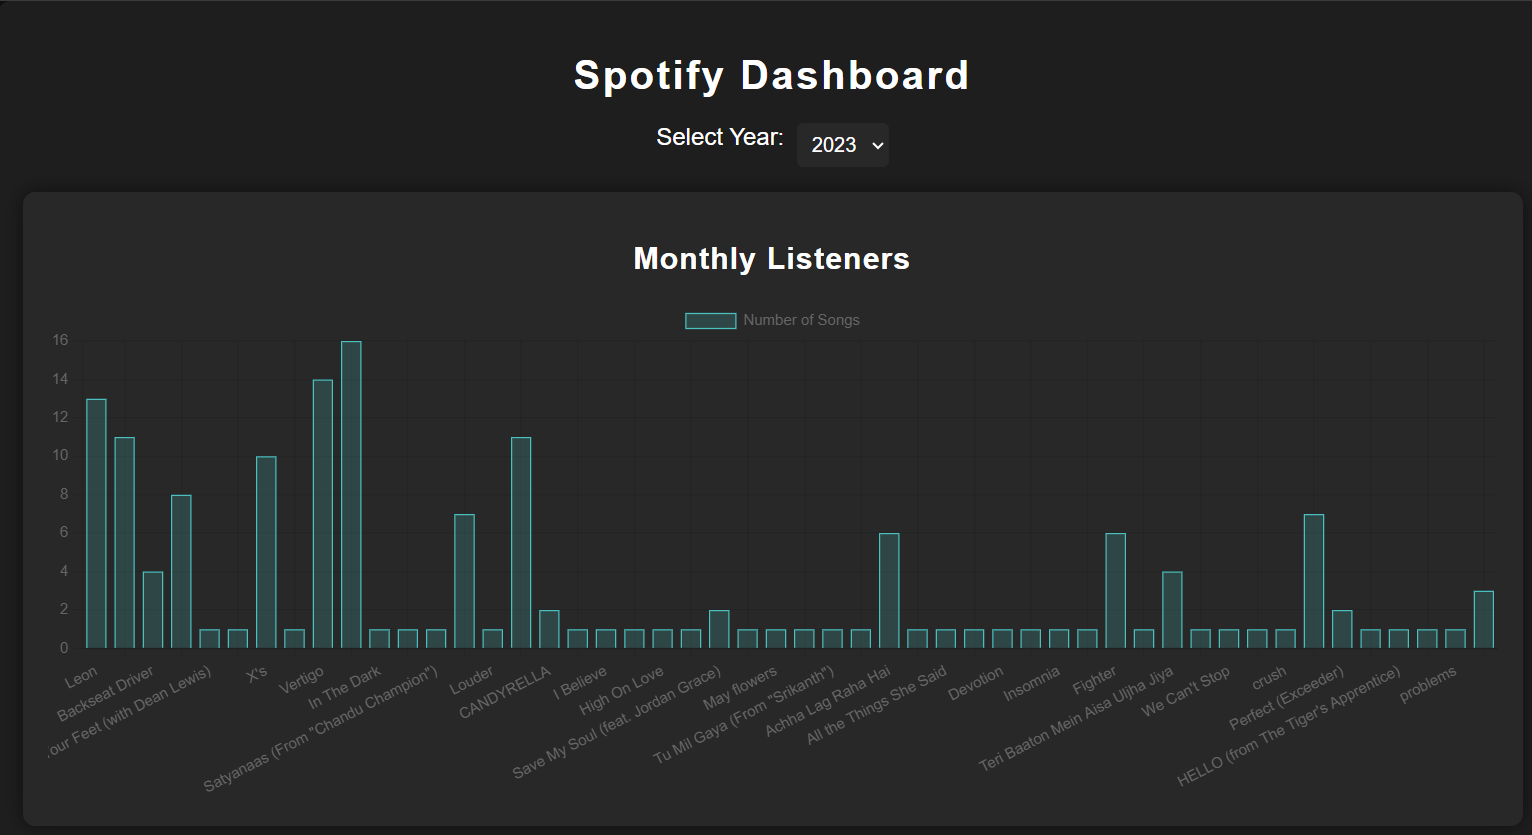 Spotify Dashboard
Select Year: 2023
Monthly Listeners
Number of Songs
16
14
12
10
8
6
4
2
0
Leon
Backseat Driver
our Feet (with Dean Lewis)
X's
Vertigo
In The Dark
Satyanaas (From "Chandu Champion")
Louder
CANDYRELLA
I Believe
High On Love
Save My Soul (feat. Jordan Grace)
May flowers
Tu Mil Gaya (From "Srikanth")
Achha Lag Raha Hai
All the Things She Said
Devotion
Insomnia
Fighter
Teri Baaton Mein Aisa Uljha Jiya
We Can't Stop
crush
Perfect (Exceeder)
HELLO (from The Tiger's Apprentice)
problems